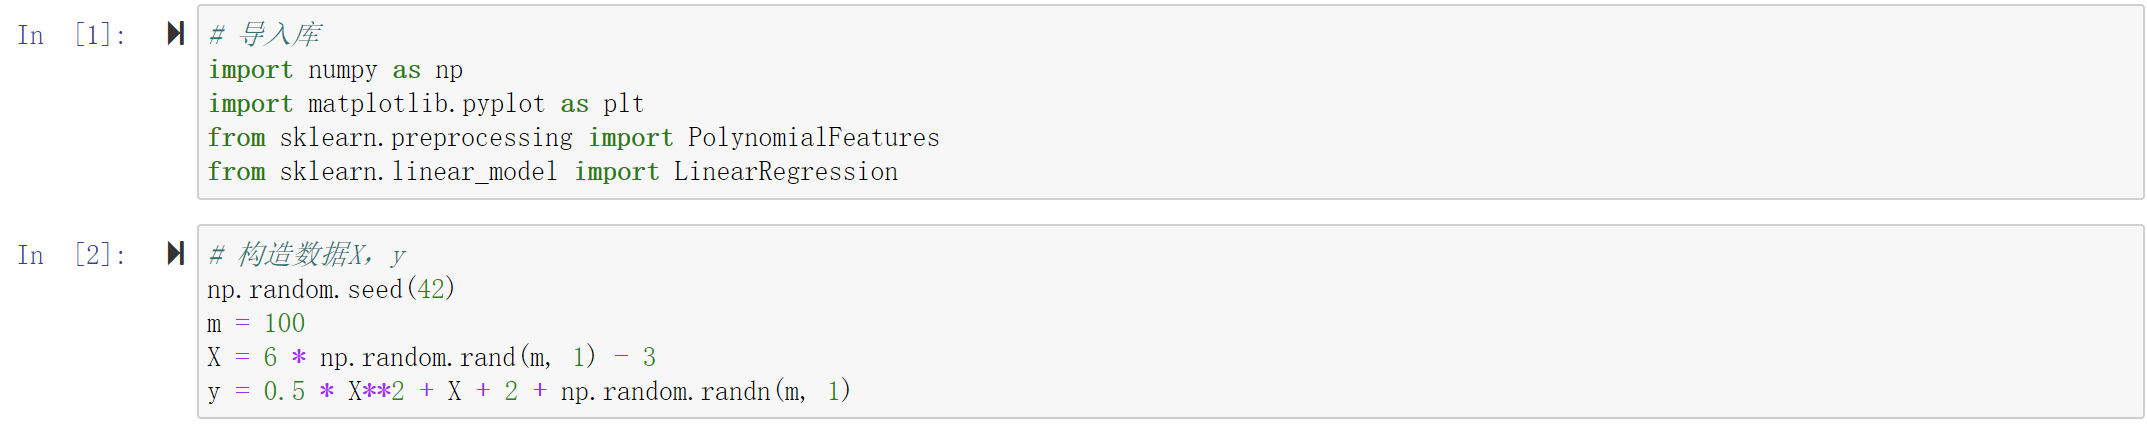 In [1]:
# 导入库
import numpy as np
import matplotlib.pyplot as plt
from sklearn.preprocessing import PolynomialFeatures
from sklearn.linear_model import LinearRegression
In [2]:
# 构造数据X，y
np.random.seed(42)
m = 100
X = 6 * np.random.rand(m, 1) - 3
y = 0.5 * X**2 + X + 2 + np.random.randn(m, 1)